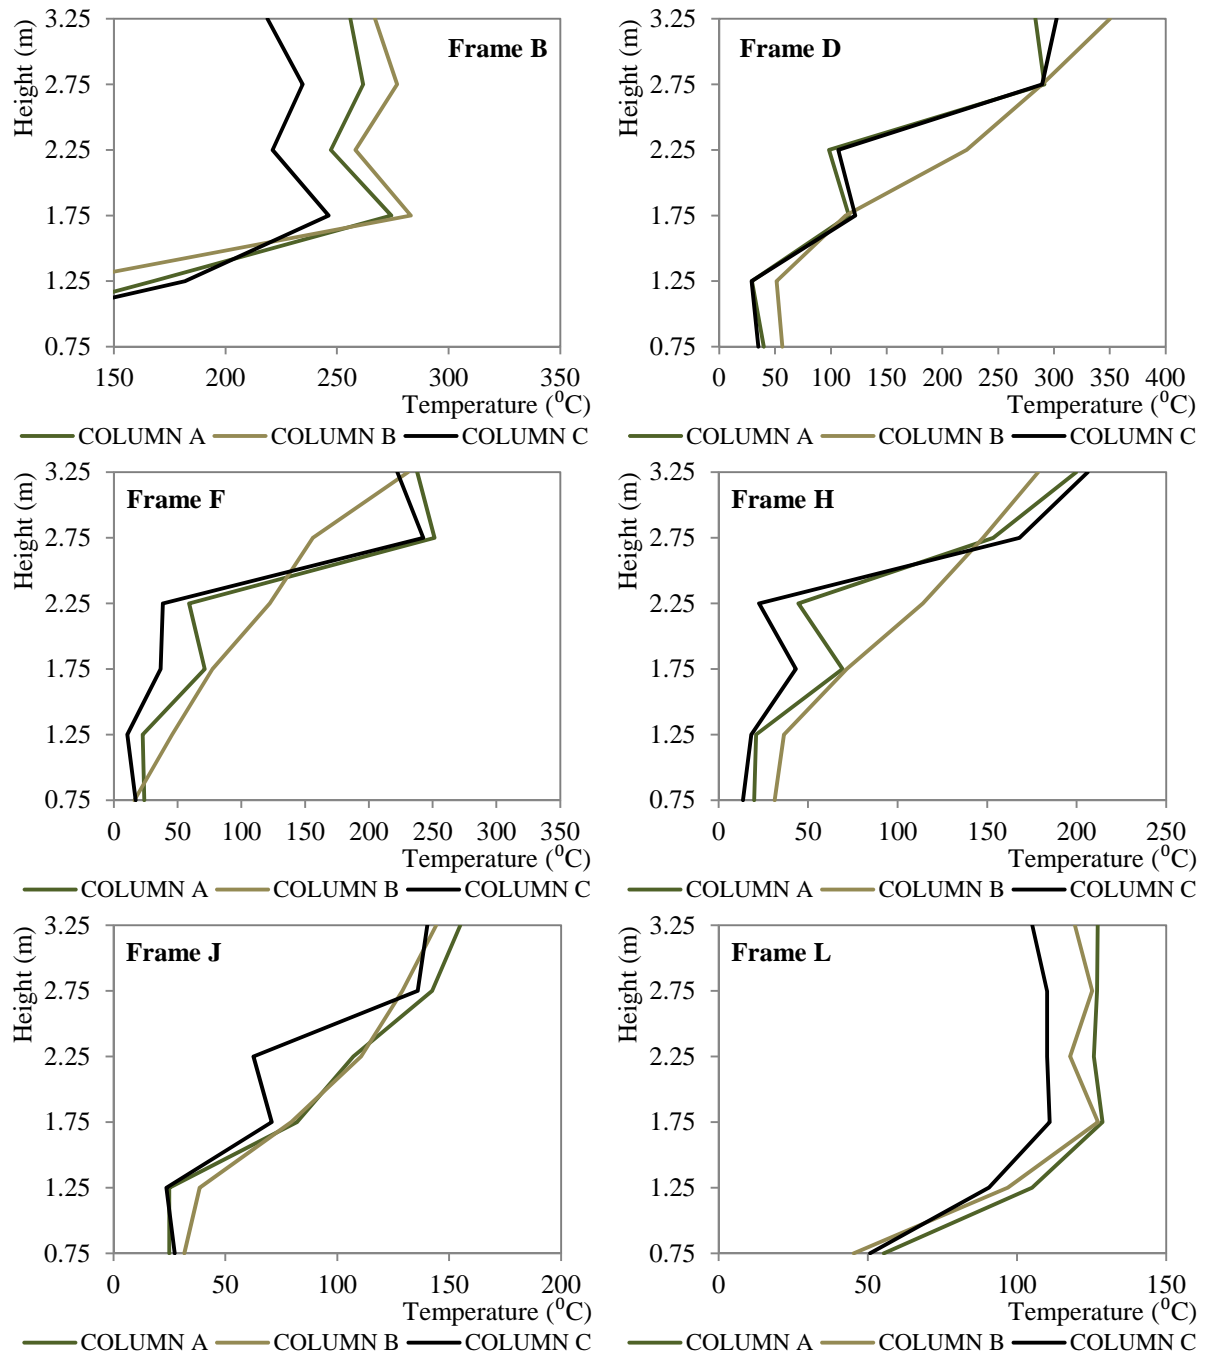 Height (m)
3.25
2.75
2.25
1.75
1.25
0.75
Frame B
150 200 250 300 350
Temperature (⁰C)
COLUMN A COLUMN B COLUMN C
Height (m)
3.25
2.75
2.25
1.75
1.25
0.75
Frame D
0 50 100 150 200 250 300 350 400
Temperature (⁰C)
COLUMN A COLUMN B COLUMN C
Height (m)
3.25
2.75
2.25
1.75
1.25
0.75
Frame F
0 50 100 150 200 250 300 350
Temperature (⁰C)
COLUMN A COLUMN B COLUMN C
Height (m)
3.25
2.75
2.25
1.75
1.25
0.75
Frame H
0 50 100 150 200 250
Temperature (⁰C)
COLUMN A COLUMN B COLUMN C
Height (m)
3.25
2.75
2.25
1.75
1.25
0.75
Frame J
0 50 100 150 200
Temperature (⁰C)
COLUMN A COLUMN B COLUMN C
Height (m)
3.25
2.75
2.25
1.75
1.25
0.75
Frame L
0 50 100 150
Temperature (⁰C)
COLUMN A COLUMN B COLUMN C